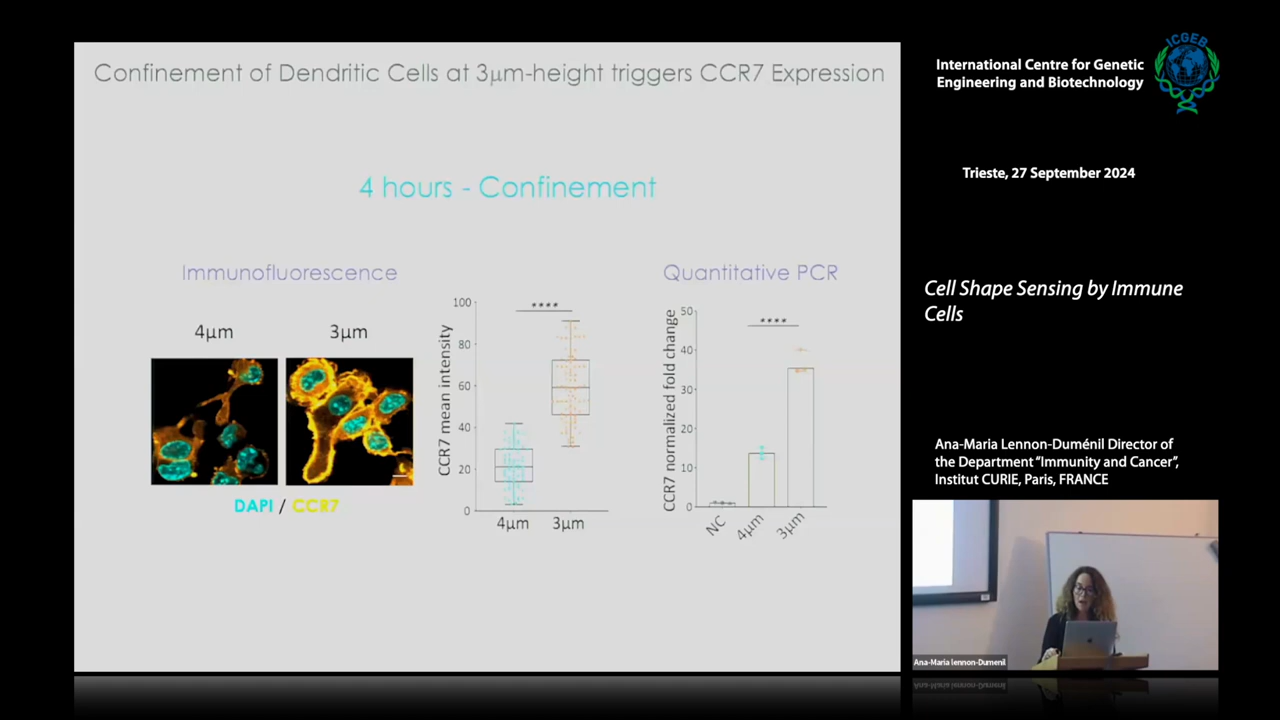 Confinement of Dendritic Cells at 3μm-height triggers CCR7 Expression
4 hours - Confinement
Immunofluorescence
4μm
3μm
DAPI / CCR7
CCR7 mean intensity
100
80
60
40
20
0
****
4μm
3μm
Quantitative PCR
CCR7 normalized fold change
50
40
30
20
10
0
****
NC
4μm
3μm
International Centre for Genetic
Engineering and Biotechnology
ICGEB
Trieste, 27 September 2024
Cell Shape Sensing by Immune
Cells
Ana-Maria Lennon-Duménil Director of
the Department “Immunity and Cancer”,
Institut CURIE, Paris, FRANCE
Ana-Maria lennon-Dumenil